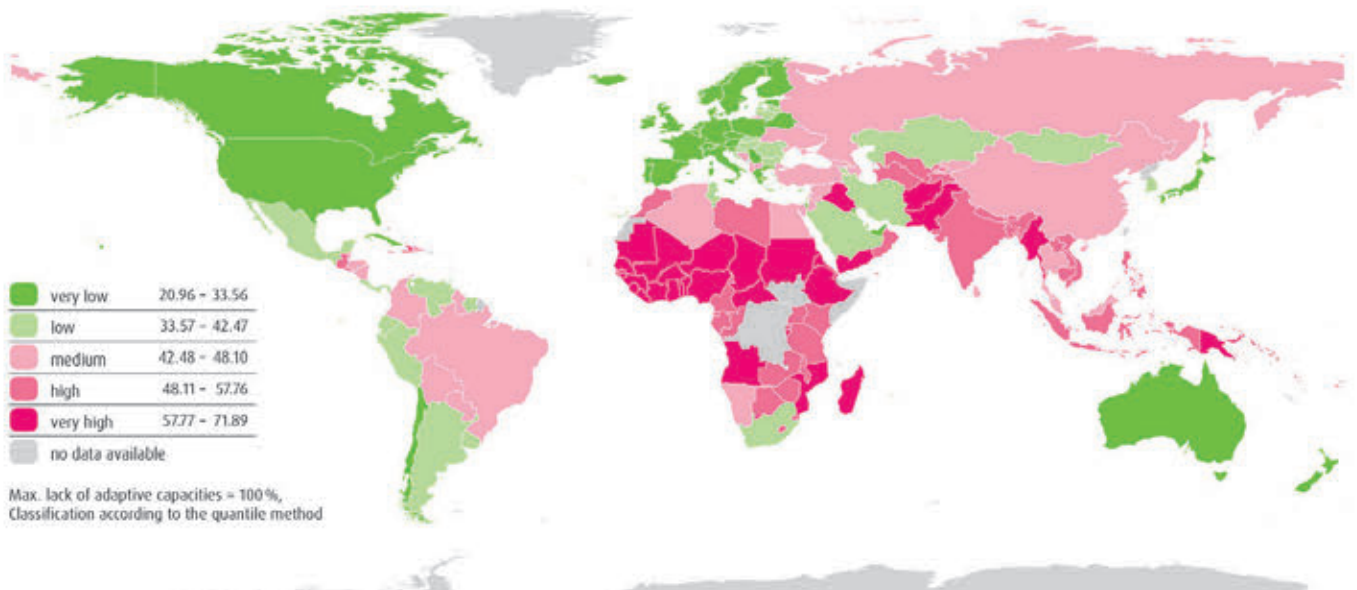 very low 20.96 – 33.56
low 33.57 – 42.47
medium 42.48 – 48.10
high 48.11 – 57.76
very high 57.77 – 71.89
no data available
Max. lack of adaptive capacities = 100%,
Classification according to the quantile method